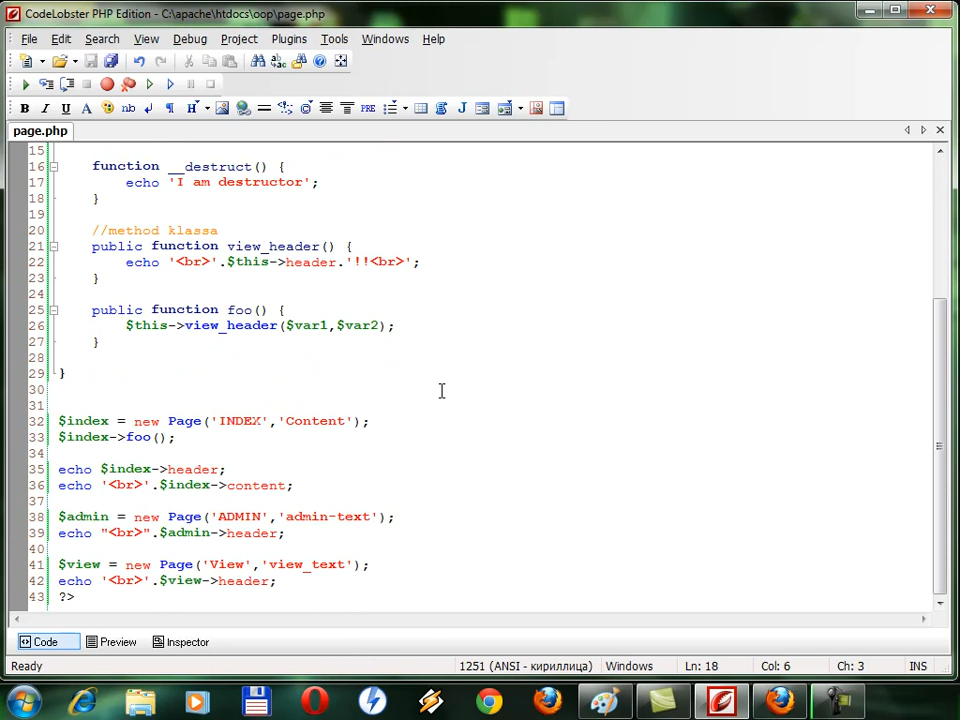 CodeLobster PHP Edition - C:\apache\htdocs\oop\page.php
File Edit Search View Debug Project Plugins Tools Windows Help
B I U A nb ¶ H PRE J
page.php
15
16 function __destruct() {
17 echo 'I am destructor';
18 }
19
20 //method klassa
21 public function view_header() {
22 echo '<br>'.$this->header.'!!<br>';
23 }
24
25 public function foo() {
26 $this->view_header($var1,$var2);
27 }
28
29 }
30
31
32 $index = new Page('INDEX','Content');
33 $index->foo();
34
35 echo $index->header;
36 echo '<br>'.$index->content;
37
38 $admin = new Page('ADMIN','admin-text');
39 echo "<br>".$admin->header;
40
41 $view = new Page('View','view_text');
42 echo '<br>'.$view->header;
43 ?>
Code Preview Inspector
Ready 1251 (ANSI - кириллица) Windows Ln: 18 Col: 6 Ch: 3 INS